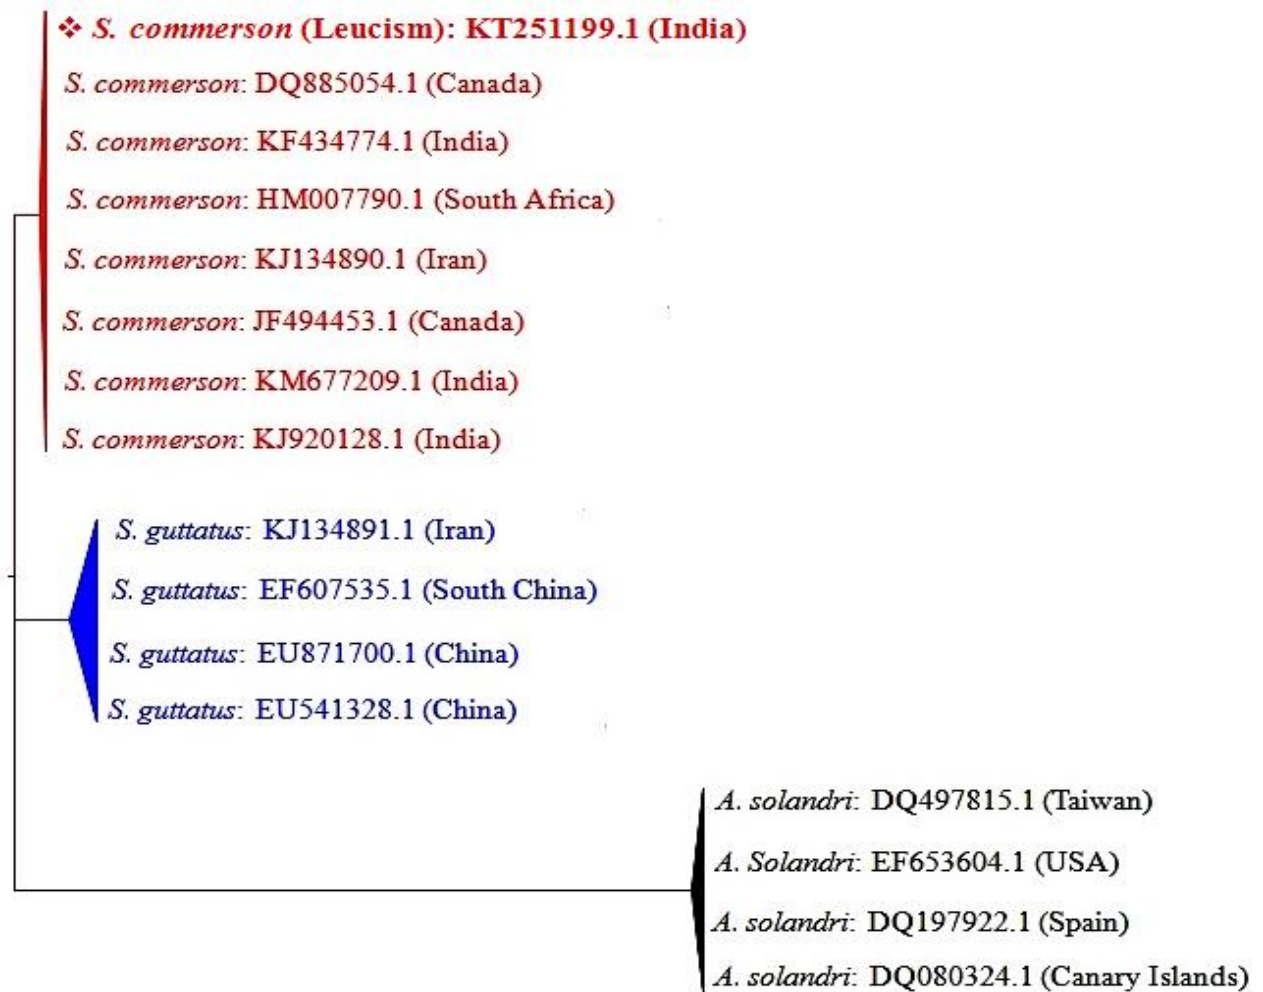 ❖ S. commerson (Leucism): KT251199.1 (India)
S. commerson: DQ885054.1 (Canada)
S. commerson: KF434774.1 (India)
S. commerson: HM007790.1 (South Africa)
S. commerson: KJ134890.1 (Iran)
S. commerson: JF494453.1 (Canada)
S. commerson: KM677209.1 (India)
S. commerson: KJ920128.1 (India)
S. guttatus: KJ134891.1 (Iran)
S. guttatus: EF607535.1 (South China)
S. guttatus: EU871700.1 (China)
S. guttatus: EU541328.1 (China)
A. solandri: DQ497815.1 (Taiwan)
A. Solandri: EF653604.1 (USA)
A. solandri: DQ197922.1 (Spain)
A. solandri: DQ080324.1 (Canary Islands)